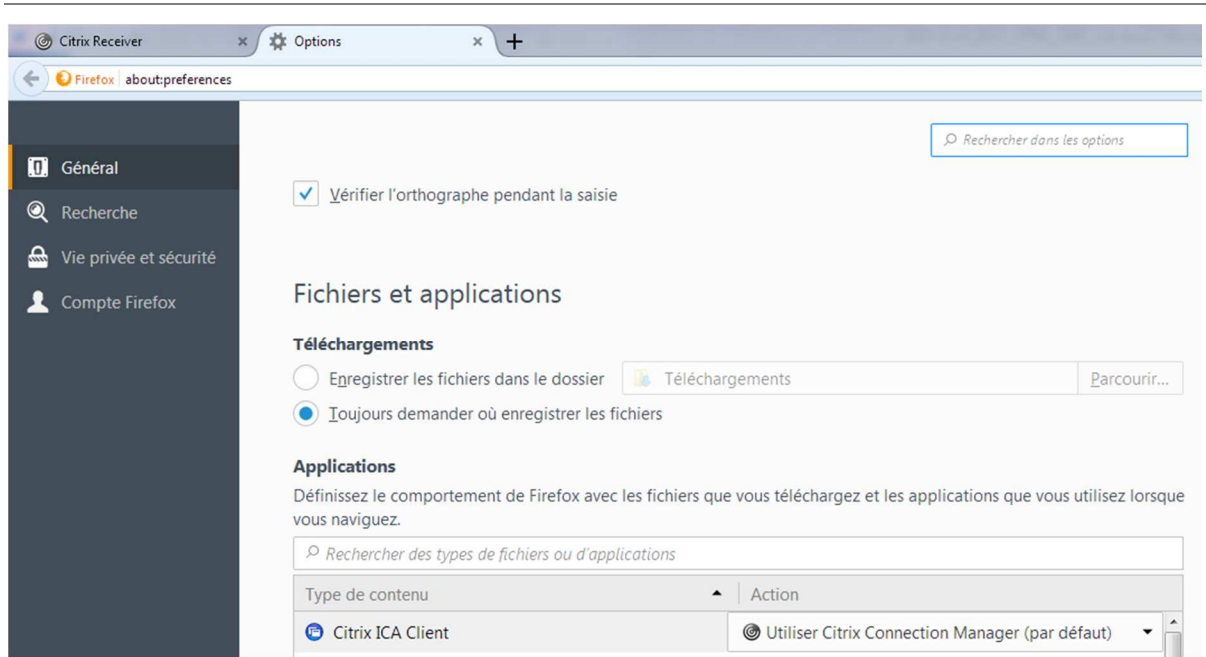 Citrix Receiver
Options
Firefox about:preferences
Rechercher dans les options
Général
Recherche
Vie privée et sécurité
Compte Firefox
Vérifier l'orthographe pendant la saisie
Fichiers et applications
Téléchargements
Enregistrer les fichiers dans le dossier Téléchargements Parcourir...
Toujours demander où enregistrer les fichiers
Applications
Définissez le comportement de Firefox avec les fichiers que vous téléchargez et les applications que vous utilisez lorsque
vous naviguez.
Rechercher des types de fichiers ou d'applications
Type de contenu Action
Citrix ICA Client Utiliser Citrix Connection Manager (par défaut)